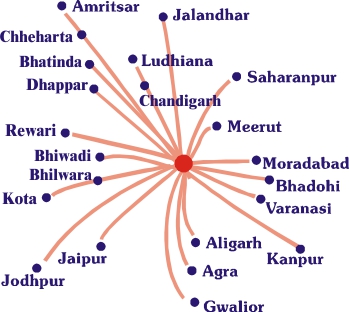 Amritsar
Jalandhar
Chheharta
Bhatinda
Ludhiana
Dhappar
Saharanpur
Chandigarh
Rewari
Meerut
Bhiwadi
Moradabad
Bhilwara
Bhadohi
Kota
Varanasi
Aligarh
Jaipur
Kanpur
Jodhpur
Agra
Gwalior